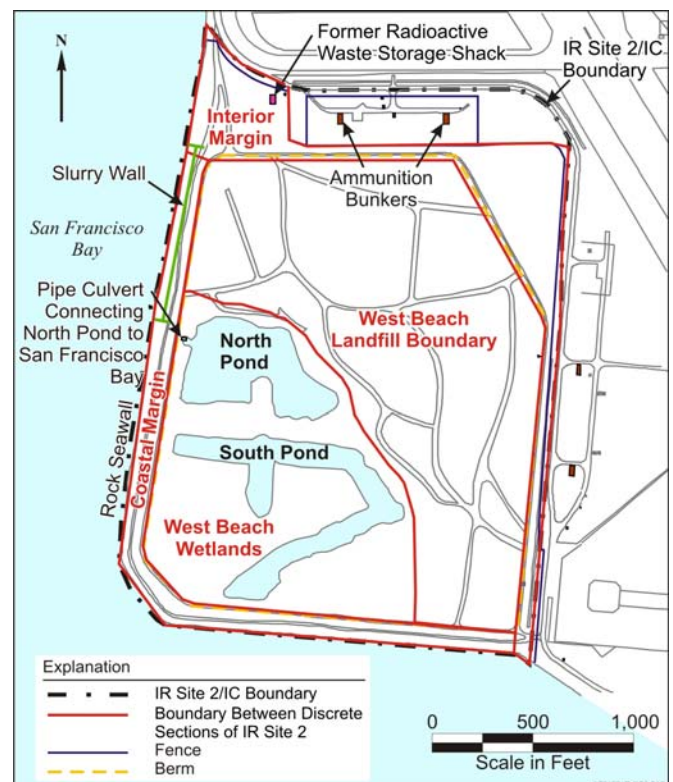 N
Former Radioactive
Waste Storage Shack
IR Site 2/IC
Boundary
Interior
Margin
Slurry Wall
Ammunition
Bunkers
San Francisco
Bay
Pipe Culvert
Connecting
North Pond to
San Francisco
Bay
North
Pond
West Beach
Landfill Boundary
Rock Seawall
Coastal Margin
South Pond
West Beach
Wetlands
Explanation
IR Site 2/IC Boundary
Boundary Between Discrete
Sections of IR Site 2
Fence
Berm
0 500 1,000
Scale in Feet